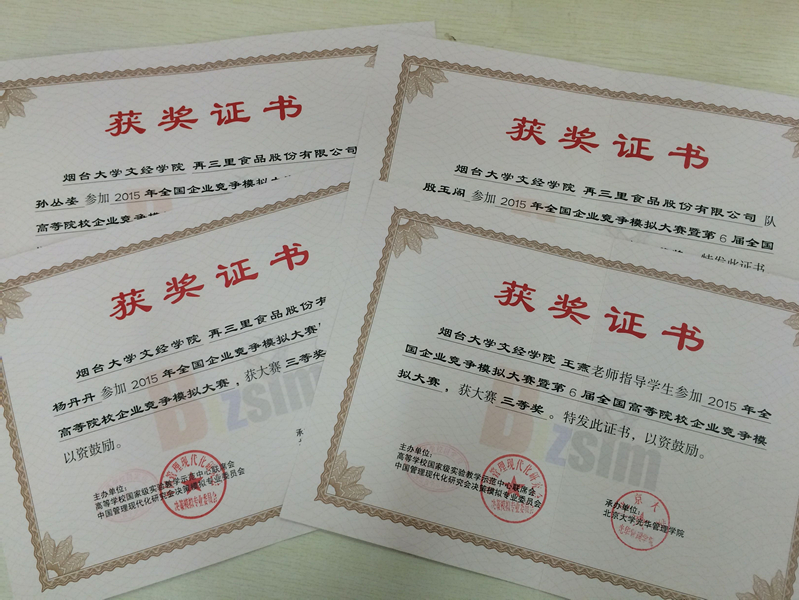 获奖证书
烟台大学文经学院 再三里食品股份有限公司
参加 2015 年全国企业竞争模拟
高等院校企业竞争模
获奖证书
烟台大学文经学院 再三里食品股份有限公司 队
殷玉阁 参加 2015 年全国企业竞争模拟大赛暨第 6 届全国
特发此证书
获奖证书
烟台大学文经学院 再三里食品股份有
杨丹丹 参加 2015 年全国企业竞争模拟大赛
高等院校企业竞争模拟大赛，获大赛 三等奖
以资鼓励。
Bizsim
主办单位：
高等学校国家级实验教学示范中心联席会
中国管理现代化研究会决策模拟专业委员会
承
获奖证书
烟台大学文经学院 王燕老师指导学生参加 2015 年全
国企业竞争模拟大赛暨第 6 届全国高等院校企业竞争模
拟大赛，获大赛 三等奖。特发此证书，以资鼓励。
Bizsim
主办单位：
高等学校国家级实验教学示范中心联席会
中国管理现代化研究会决策模拟专业委员会
承办单位：
北京大学光华管理学院